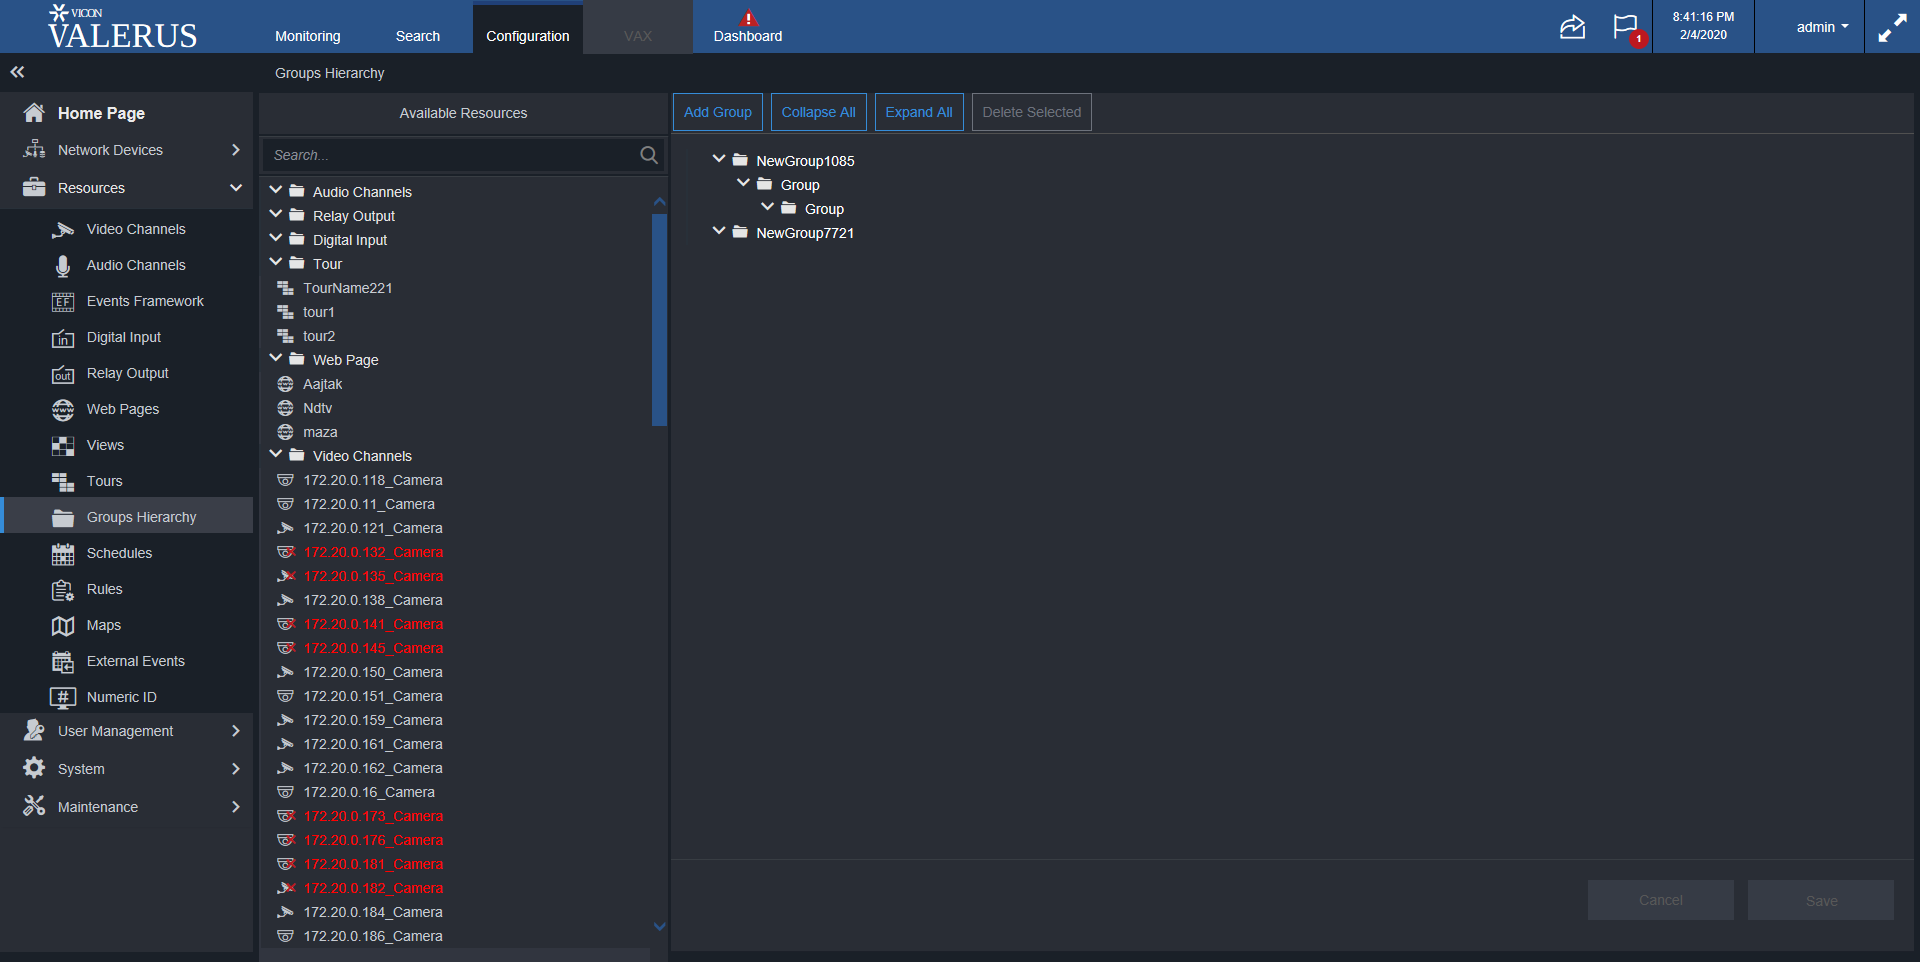 VICON
VALERUS
Monitoring
Search
Configuration
VAX
Dashboard
1
8:41:16 PM
2/4/2020
admin
Groups Hierarchy
Home Page
Network Devices
Resources
Video Channels
Audio Channels
EF
Events Framework
in
Digital Input
out
Relay Output
www
Web Pages
Views
Tours
Groups Hierarchy
Schedules
Rules
Maps
External Events
#
Numeric ID
User Management
System
Maintenance
Available Resources
Search...
Audio Channels
Relay Output
Digital Input
Tour
TourName221
tour1
tour2
Web Page
Aajtak
Ndtv
maza
Video Channels
172.20.0.118_Camera
172.20.0.11_Camera
172.20.0.121_Camera
172.20.0.132_Camera
172.20.0.135_Camera
172.20.0.138_Camera
172.20.0.141_Camera
172.20.0.145_Camera
172.20.0.150_Camera
172.20.0.151_Camera
172.20.0.159_Camera
172.20.0.161_Camera
172.20.0.162_Camera
172.20.0.16_Camera
172.20.0.173_Camera
172.20.0.176_Camera
172.20.0.181_Camera
172.20.0.182_Camera
172.20.0.184_Camera
172.20.0.186_Camera
Add Group
Collapse All
Expand All
Delete Selected
NewGroup1085
Group
Group
NewGroup7721
Cancel
Save